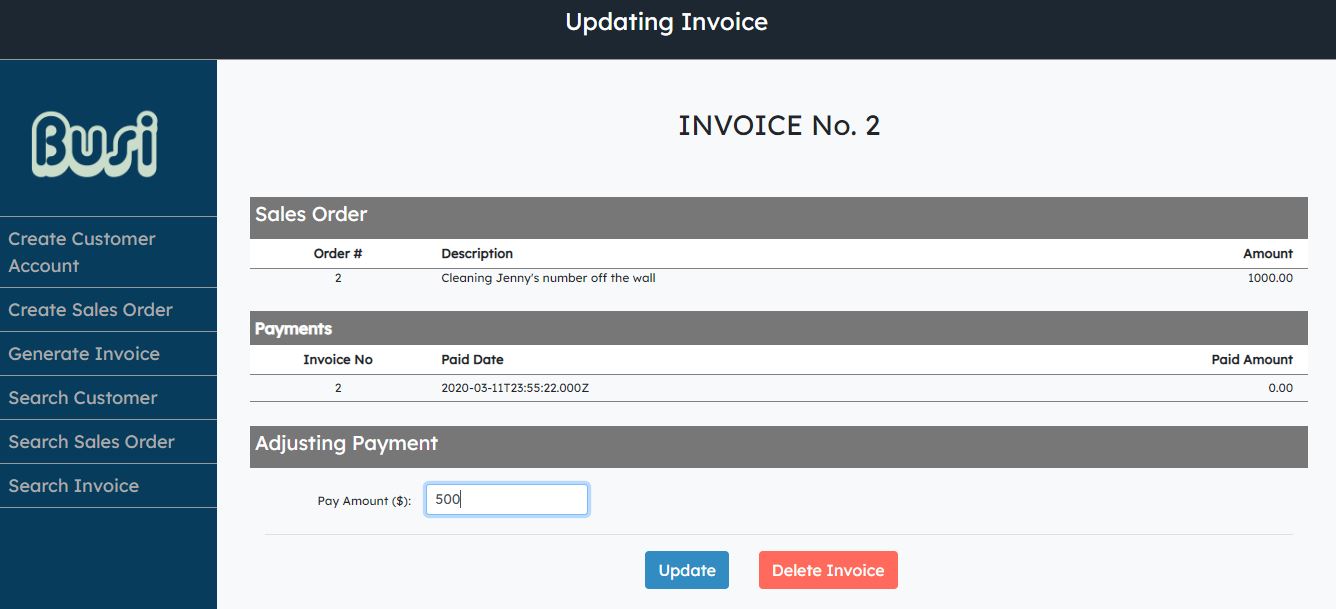 Updating Invoice
Busi
Create Customer
Account
Create Sales Order
Generate Invoice
Search Customer
Search Sales Order
Search Invoice
INVOICE No. 2
Sales Order
Order # Description Amount
2 Cleaning Jenny's number off the wall 1000.00
Payments
Invoice No Paid Date Paid Amount
2 2020-03-11T23:55:22.000Z 0.00
Adjusting Payment
Pay Amount ($): 500
Update Delete Invoice